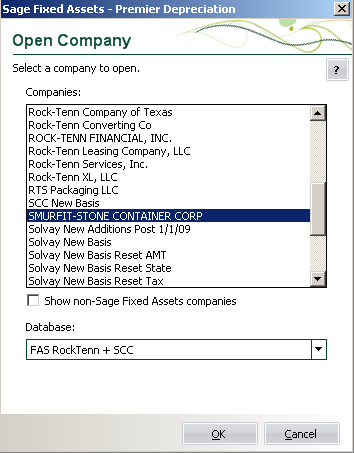 Sage Fixed Assets - Premier Depreciation
Open Company
Select a company to open.
?
Companies:
Rock-Tenn Company of Texas
Rock-Tenn Converting Co
ROCK-TENN FINANCIAL, INC.
Rock-Tenn Leasing Company, LLC
Rock-Tenn Services, Inc.
Rock-Tenn XL, LLC
RTS Packaging LLC
SCC New Basis
SMURFIT-STONE CONTAINER CORP
Solvay New Additions Post 1/1/09
Solvay New Basis
Solvay New Basis Reset AMT
Solvay New Basis Reset State
Solvay New Basis Reset Tax
Show non-Sage Fixed Assets companies
Database:
FAS RockTenn + SCC
OK Cancel